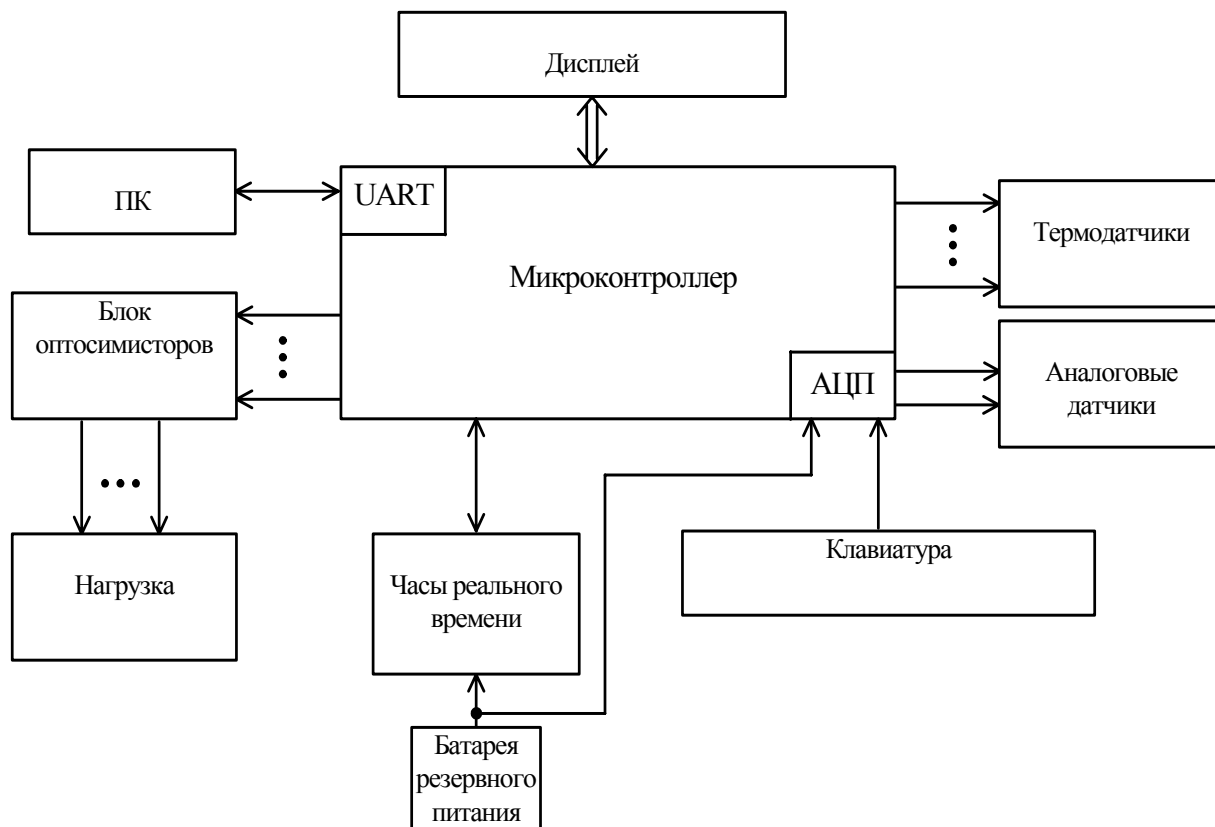 Дисплей
ПК
UART
Микроконтроллер
Термодатчики
Блок
оптосимисторов
АЦП
Аналоговые
датчики
Нагрузка
Часы реального
времени
Клавиатура
Батарея
резервного
питания